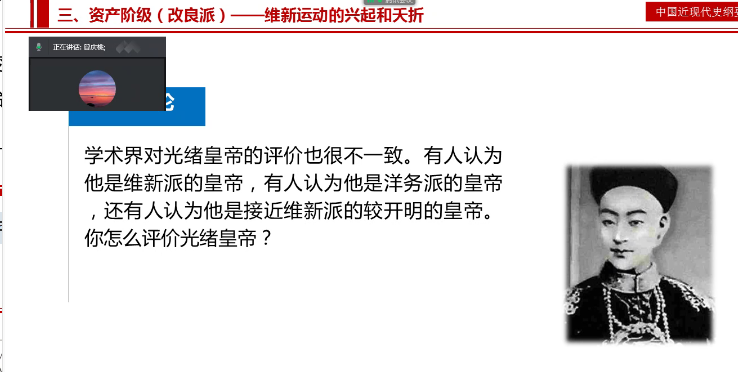 三、资产阶级（改良派）——维新运动的兴起和夭折
中国近现代史纲要
正在讲话:
论
学术界对光绪皇帝的评价也很不一致。有人认为
他是维新派的皇帝，有人认为他是洋务派的皇帝
，还有人认为他是接近维新派的较开明的皇帝。
你怎么评价光绪皇帝？